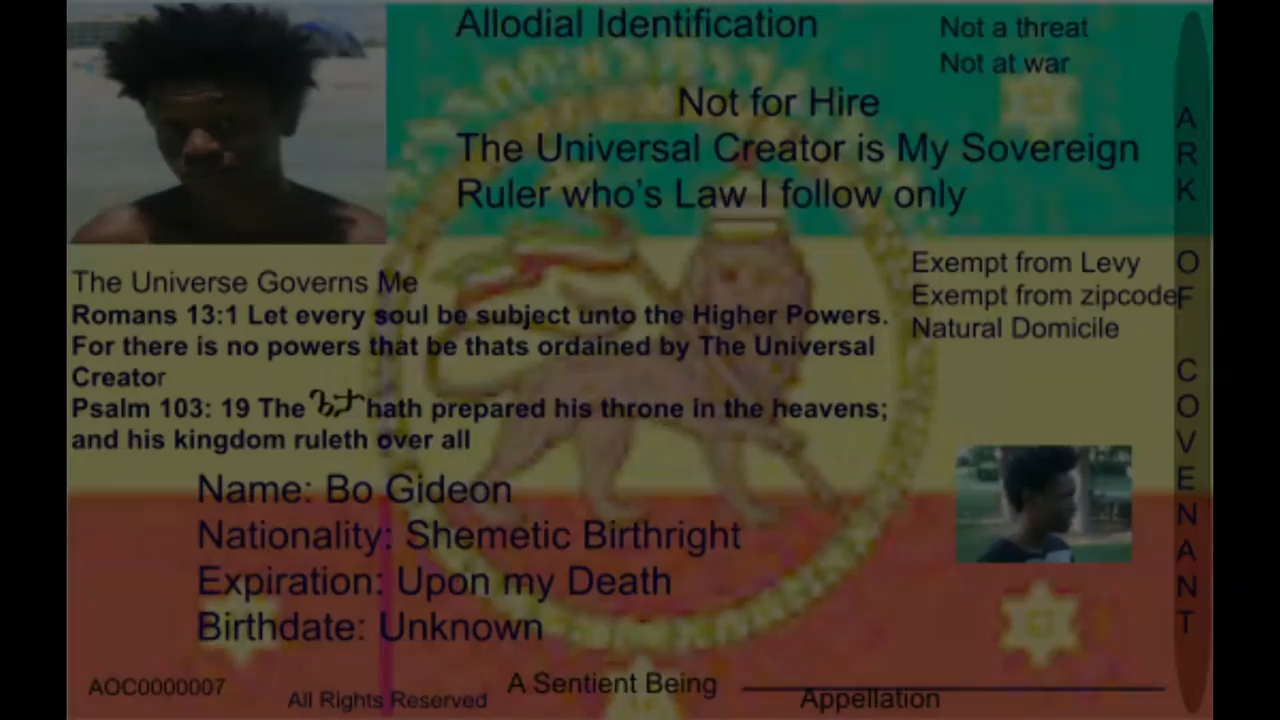 Allodial Identification
Not a threat
Not at war
Not for Hire
The Universal Creator is My Sovereign
Ruler who's Law I follow only
The Universe Governs Me
Romans 13:1 Let every soul be subject unto the Higher Powers.
For there is no powers that be thats ordained by The Universal
Creator
Psalm 103: 19 The hath prepared his throne in the heavens;
and his kingdom ruleth over all
Exempt from Levy
Exempt from zipcode
Natural Domicile
Name: Bo Gideon
Nationality: Shemetic Birthright
Expiration: Upon my Death
Birthdate: Unknown
AOC0000007
All Rights Reserved
A Sentient Being
Appellation
ARK OF COVENANT